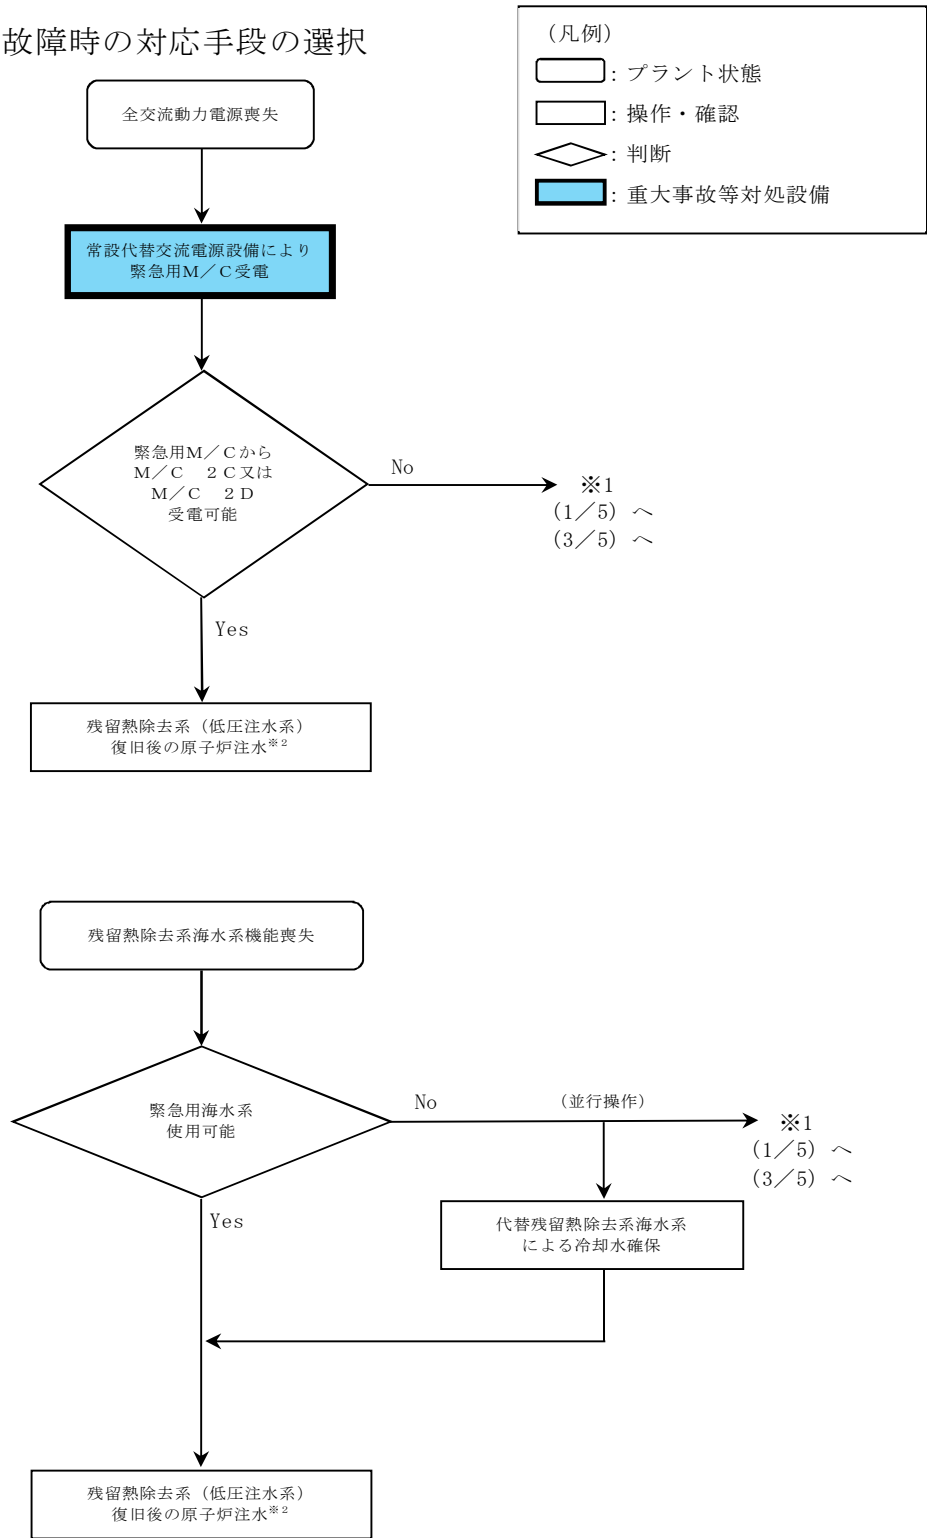 故障時の対応手段の選択
（凡例）
：プラント状態
：操作・確認
：判断
：重大事故等対処設備
全交流動力電源喪失
常設代替交流電源設備により
緊急用Ｍ／Ｃ受電
緊急用Ｍ／Ｃから
Ｍ／Ｃ　２Ｃ又は
Ｍ／Ｃ　２Ｄ
受電可能
No
※1
(1／5) へ
(3／5) へ
Yes
残留熱除去系（低圧注水系）
復旧後の原子炉注水※２
残留熱除去系海水系機能喪失
緊急用海水系
使用可能
No
（並行操作）
※1
(1／5) へ
(3／5) へ
Yes
代替残留熱除去系海水系
による冷却水確保
残留熱除去系（低圧注水系）
復旧後の原子炉注水※２